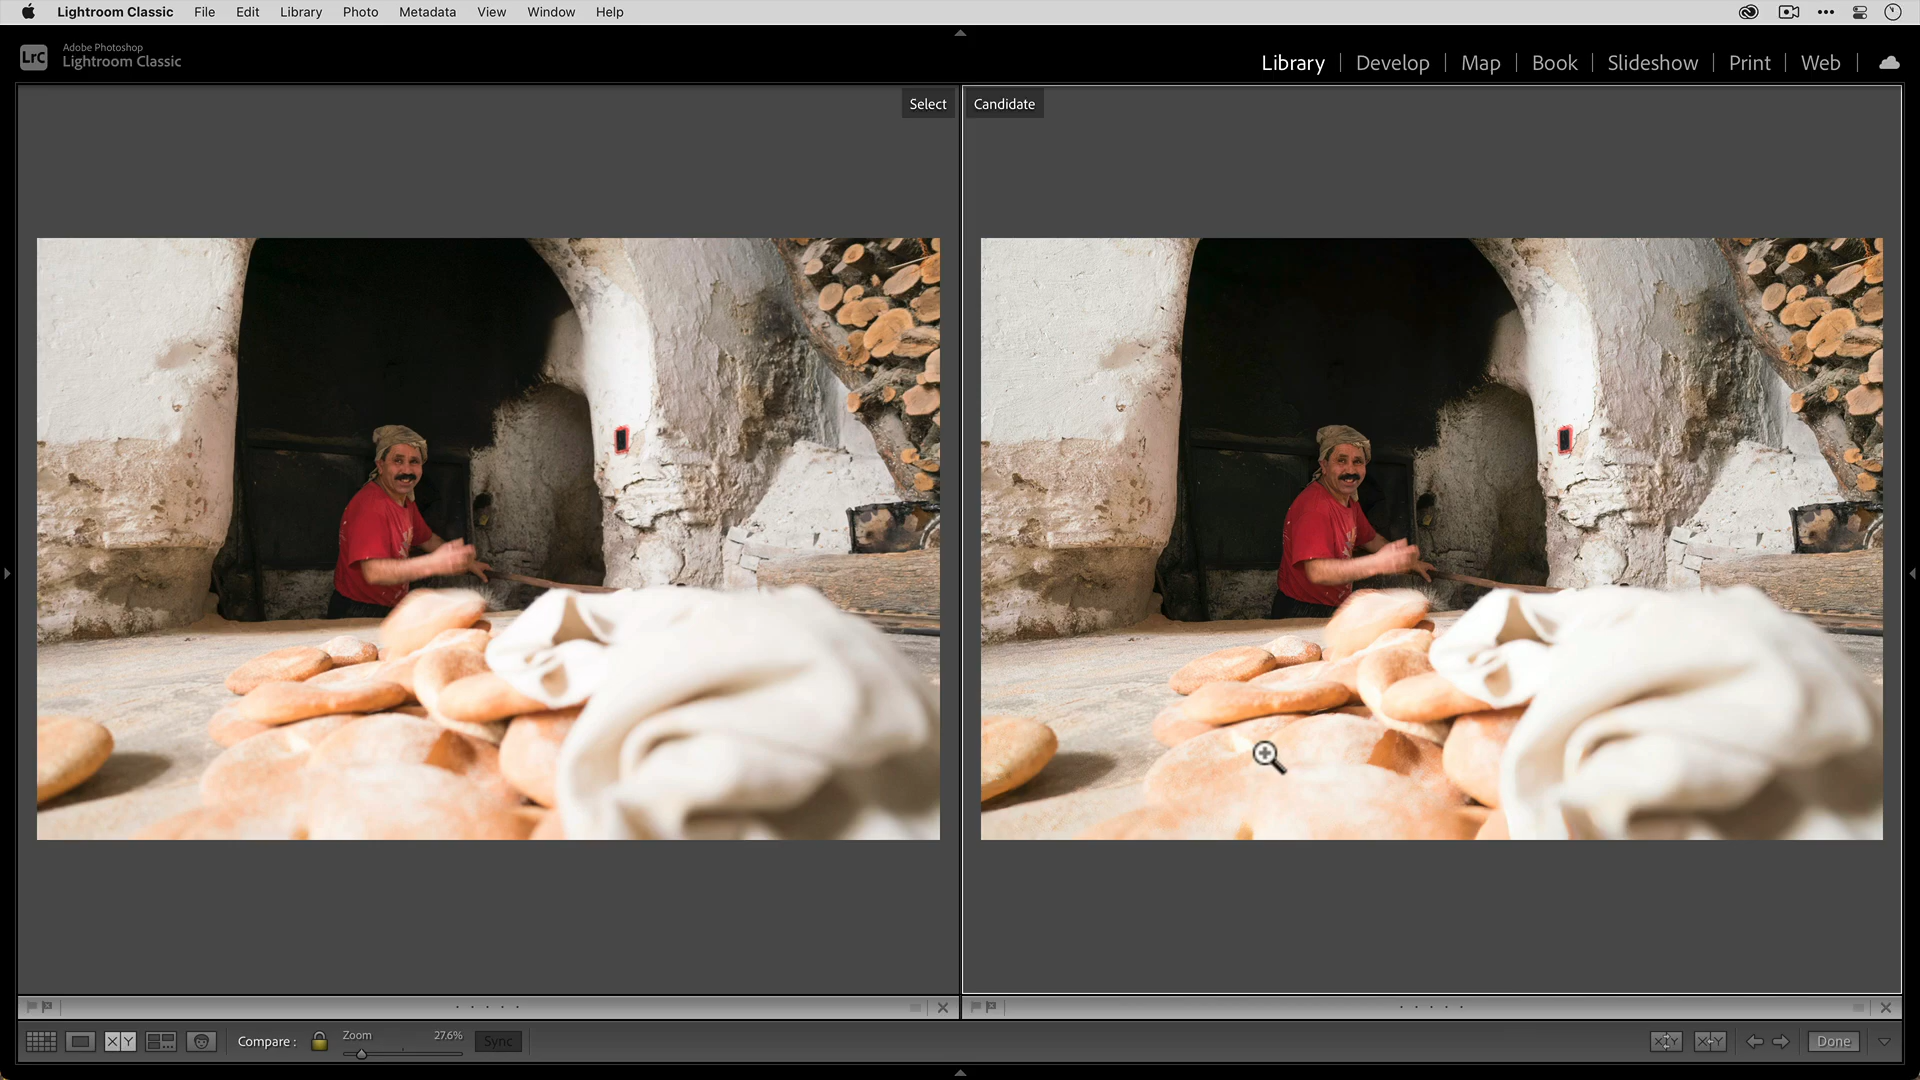 Lightroom Classic File Edit Library Photo Metadata View Window Help
LrC
Adobe Photoshop
Lightroom Classic
Library | Develop | Map | Book | Slideshow | Print | Web |
Select
Candidate
X Y
Compare :
Zoom 27.6%
Sync
X Y
X Y
Done